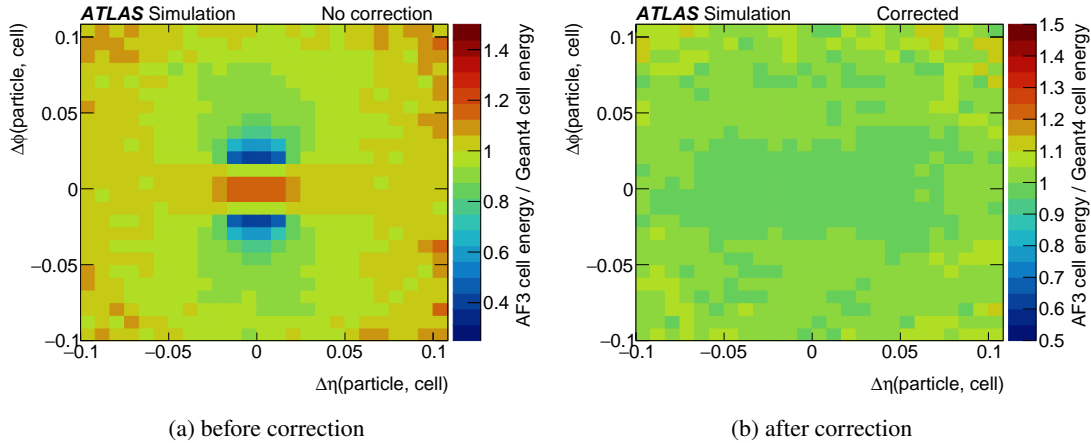 ATLAS Simulation No correction
Δφ(particle, cell)
0.1
0.05
0
−0.05
−0.1
−0.1 −0.05 0 0.05 0.1
Δη(particle, cell)
1.4
1.2
1
0.8
0.6
0.4
AF3 cell energy / Geant4 cell energy
(a) before correction
ATLAS Simulation Corrected
Δφ(particle, cell)
0.1
0.05
0
−0.05
−0.1
−0.1 −0.05 0 0.05 0.1
Δη(particle, cell)
1.5
1.4
1.3
1.2
1.1
1
0.9
0.8
0.7
0.6
0.5
AF3 cell energy / Geant4 cell energy
(b) after correction